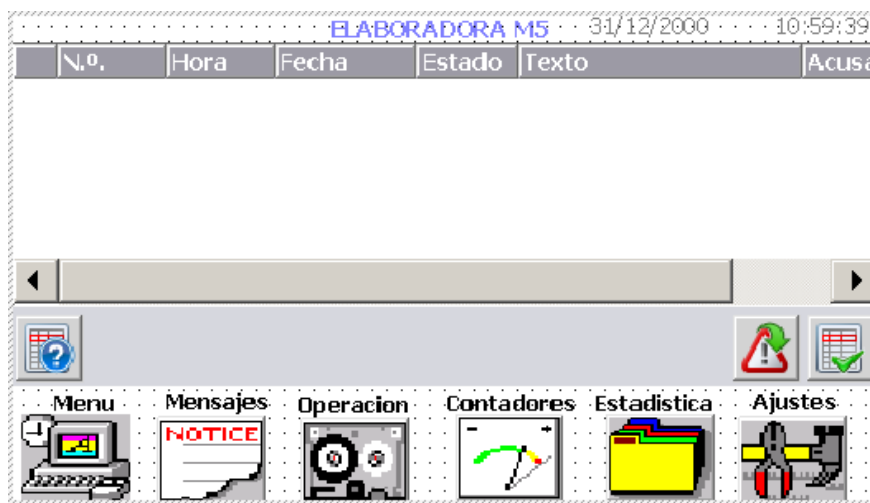 ELABORADORA M5 31/12/2000 10:59:39
N.º. Hora Fecha Estado Texto Acusa
Menu Mensajes Operacion Contadores Estadistica Ajustes
NOTICE
- +